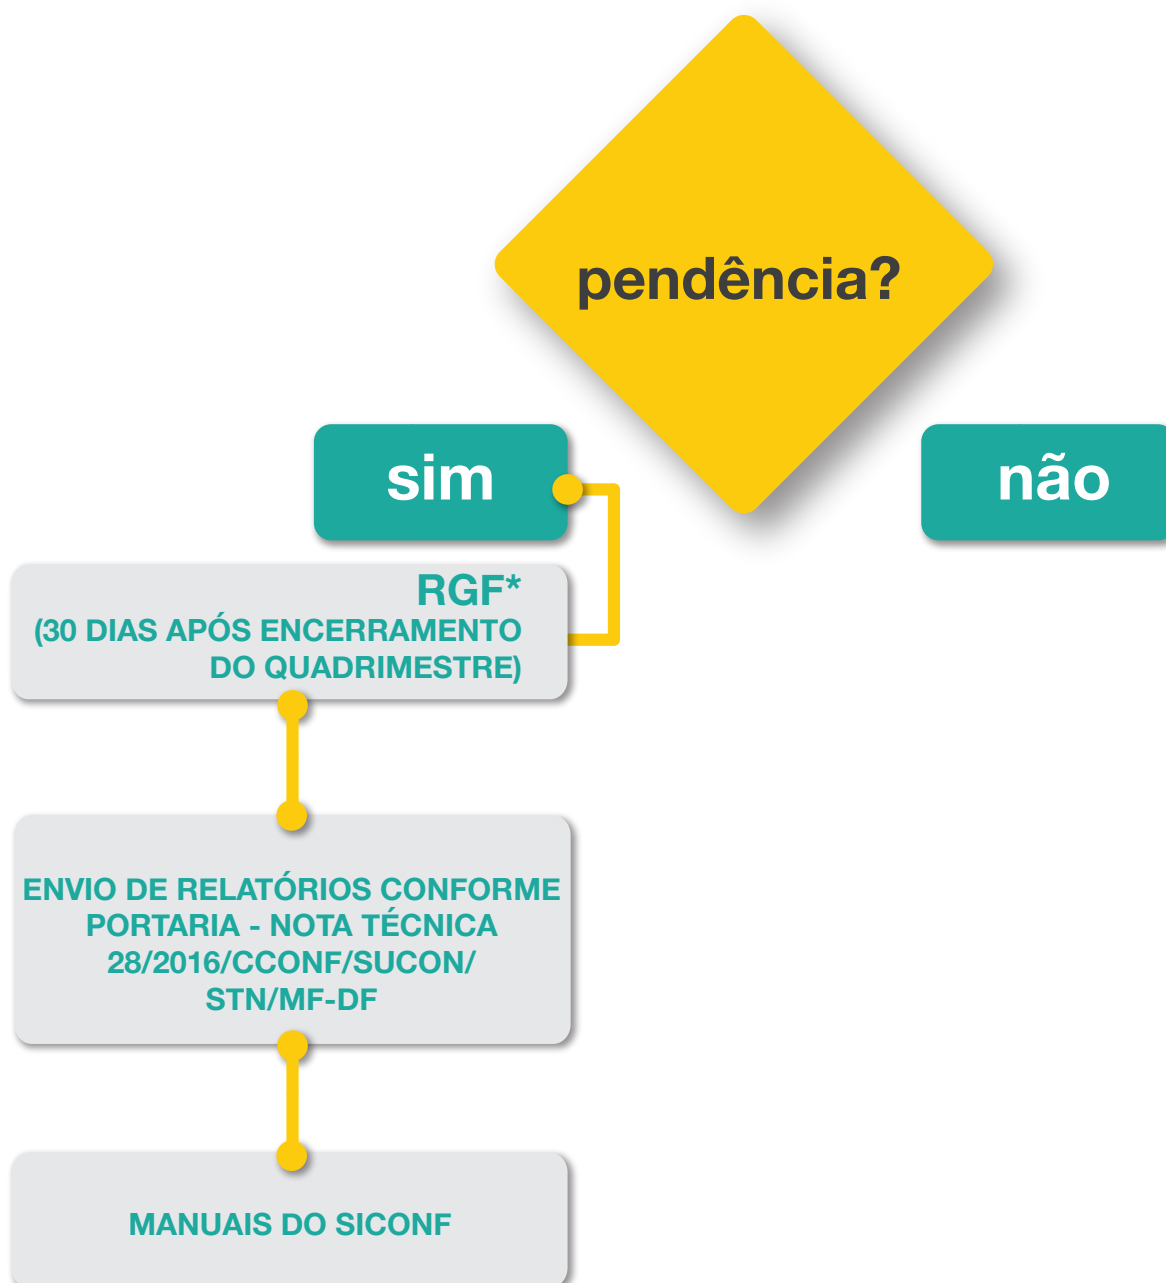 pendência?
sim
não
RGF*
(30 DIAS APÓS ENCERRAMENTO
DO QUADRIMESTRE)
ENVIO DE RELATÓRIOS CONFORME
PORTARIA - NOTA TÉCNICA
28/2016/CCONF/SUCON/
STN/MF-DF
MANUAIS DO SICONF